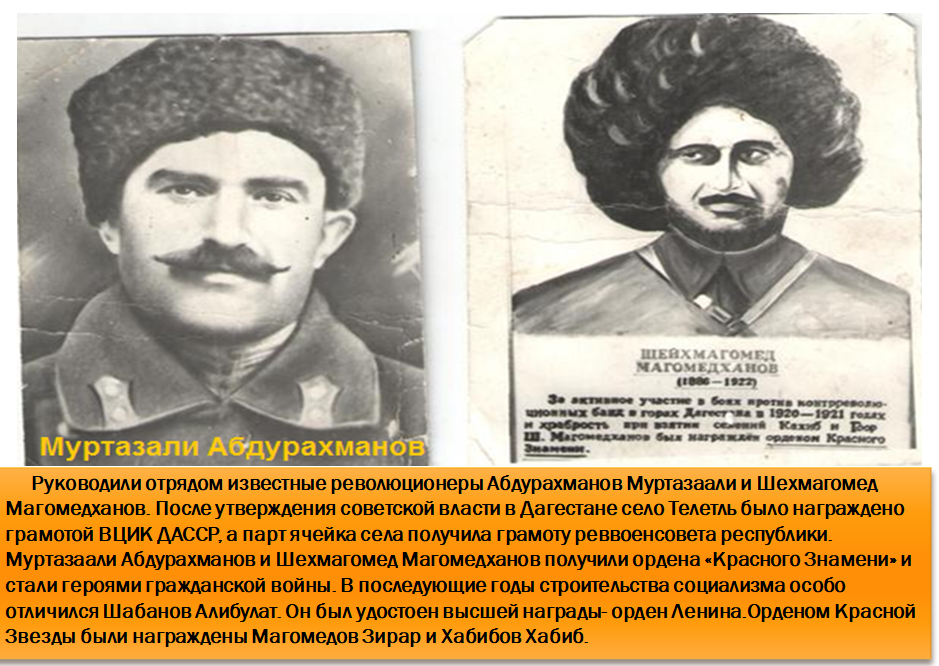 Муртазали Абдурахманов
ШЕЙХМАГОМЕД
МАГОМЕДХАНОВ
(1886—1922)
За активное участие в боях против контрреволю-
ционных банд в горах Дагестана в 1920—1921 годах
и храбрость при взятии селений Кахиб и Гоор
Ш. Магомедханов был награждён орденом Красного
Знамени.
Руководили отрядом известные революционеры Абдурахманов Муртазаали и Шехмагомед
Магомедханов. После утверждения советской власти в Дагестане село Телетль было награждено
грамотой ВЦИК ДАССР, а парт ячейка села получила грамоту реввоенсовета республики.
Муртазаали Абдурахманов и Шехмагомед Магомедханов получили ордена «Красного Знамени» и
стали героями гражданской войны. В последующие годы строительства социализма особо
отличился Шабанов Алибулат. Он был удостоен высшей награды- орден Ленина.Орденом Красной
Звезды были награждены Магомедов Зирар и Хабибов Хабиб.